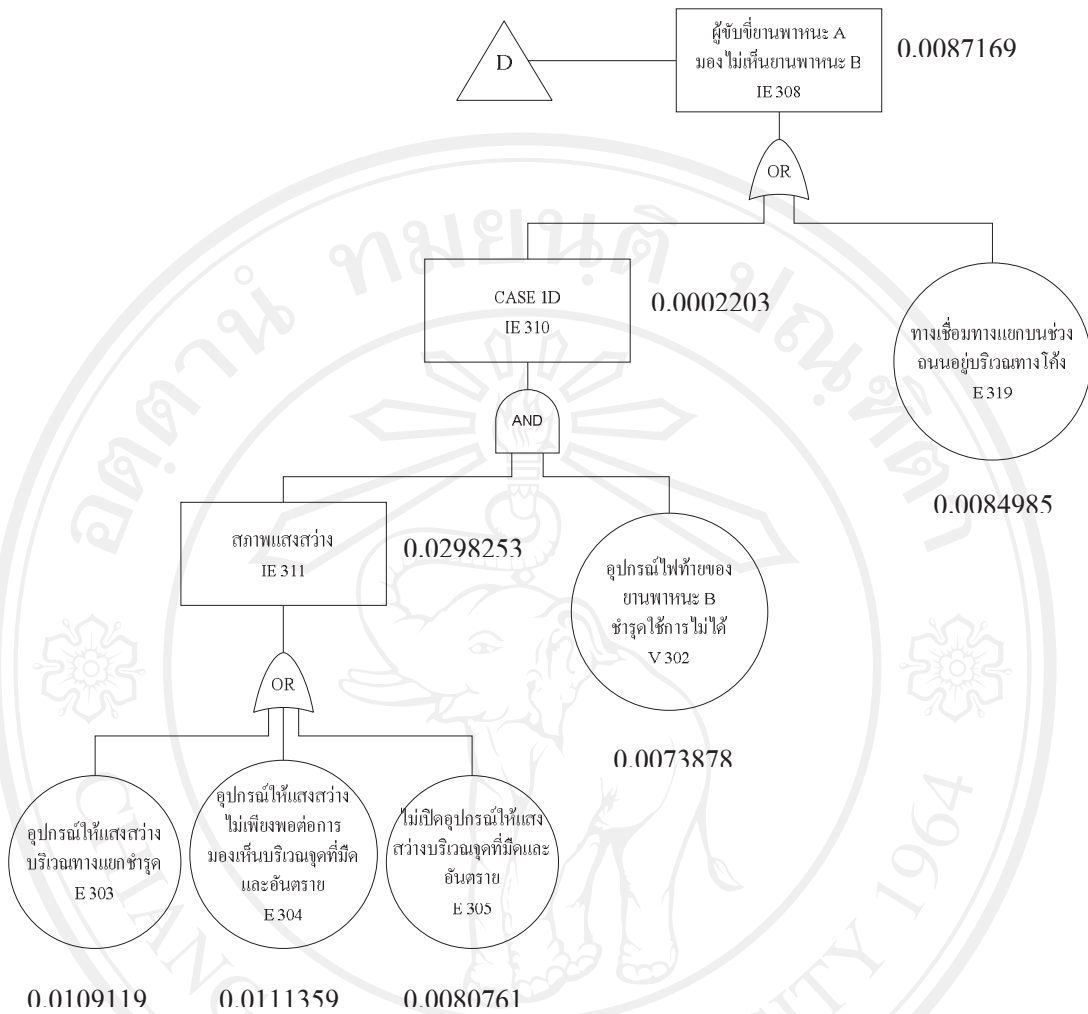 D
ผู้ขับขี่ยานพาหนะ A
มองไม่เห็นยานพาหนะ B
IE 308
0.0087169
OR
CASE 1D
IE 310
0.0002203
ทางเชื่อมทางแยกบนช่วง
ถนนอยู่บริเวณทางโค้ง
E 319
0.0084985
AND
สภาพแสงสว่าง
IE 311
0.0298253
อุปกรณ์ไฟท้ายของ
ยานพาหนะ B
ชำรุดใช้การไม่ได้
V 302
0.0073878
OR
อุปกรณ์ให้แสงสว่าง
บริเวณทางแยกชำรุด
E 303
0.0109119
อุปกรณ์ให้แสงสว่าง
ไม่เพียงพอต่อการ
มองเห็นบริเวณจุดที่มืด
และอันตราย
E 304
0.0111359
ไม่เปิดอุปกรณ์ให้แสง
สว่างบริเวณจุดที่มืดและ
อันตราย
E 305
0.0080761